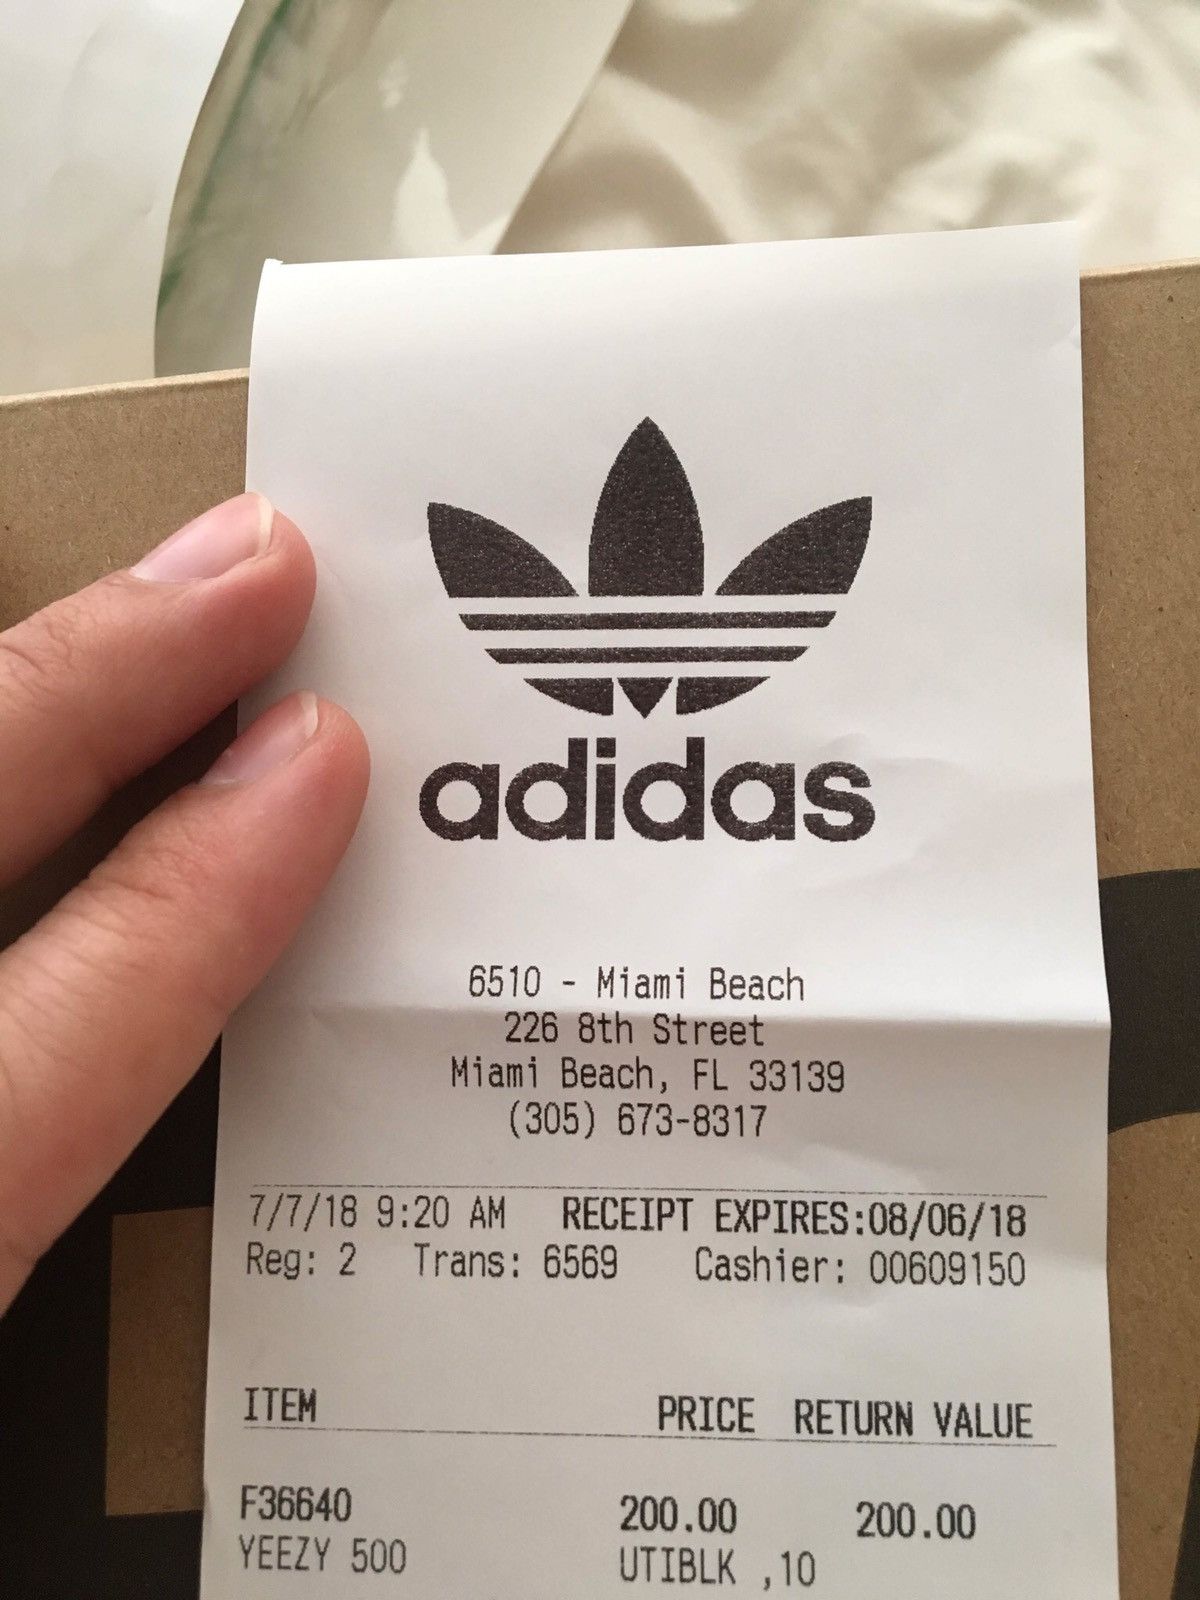 adidas
6510 - Miami Beach
226 8th Street
Miami Beach, FL 33139
(305) 673-8317
7/7/18 9:20 AM RECEIPT EXPIRES:08/06/18
Reg: 2 Trans: 6569 Cashier: 00609150
ITEM PRICE RETURN VALUE
F36640 200.00 200.00
YEEZY 500 UTIBLK ,10